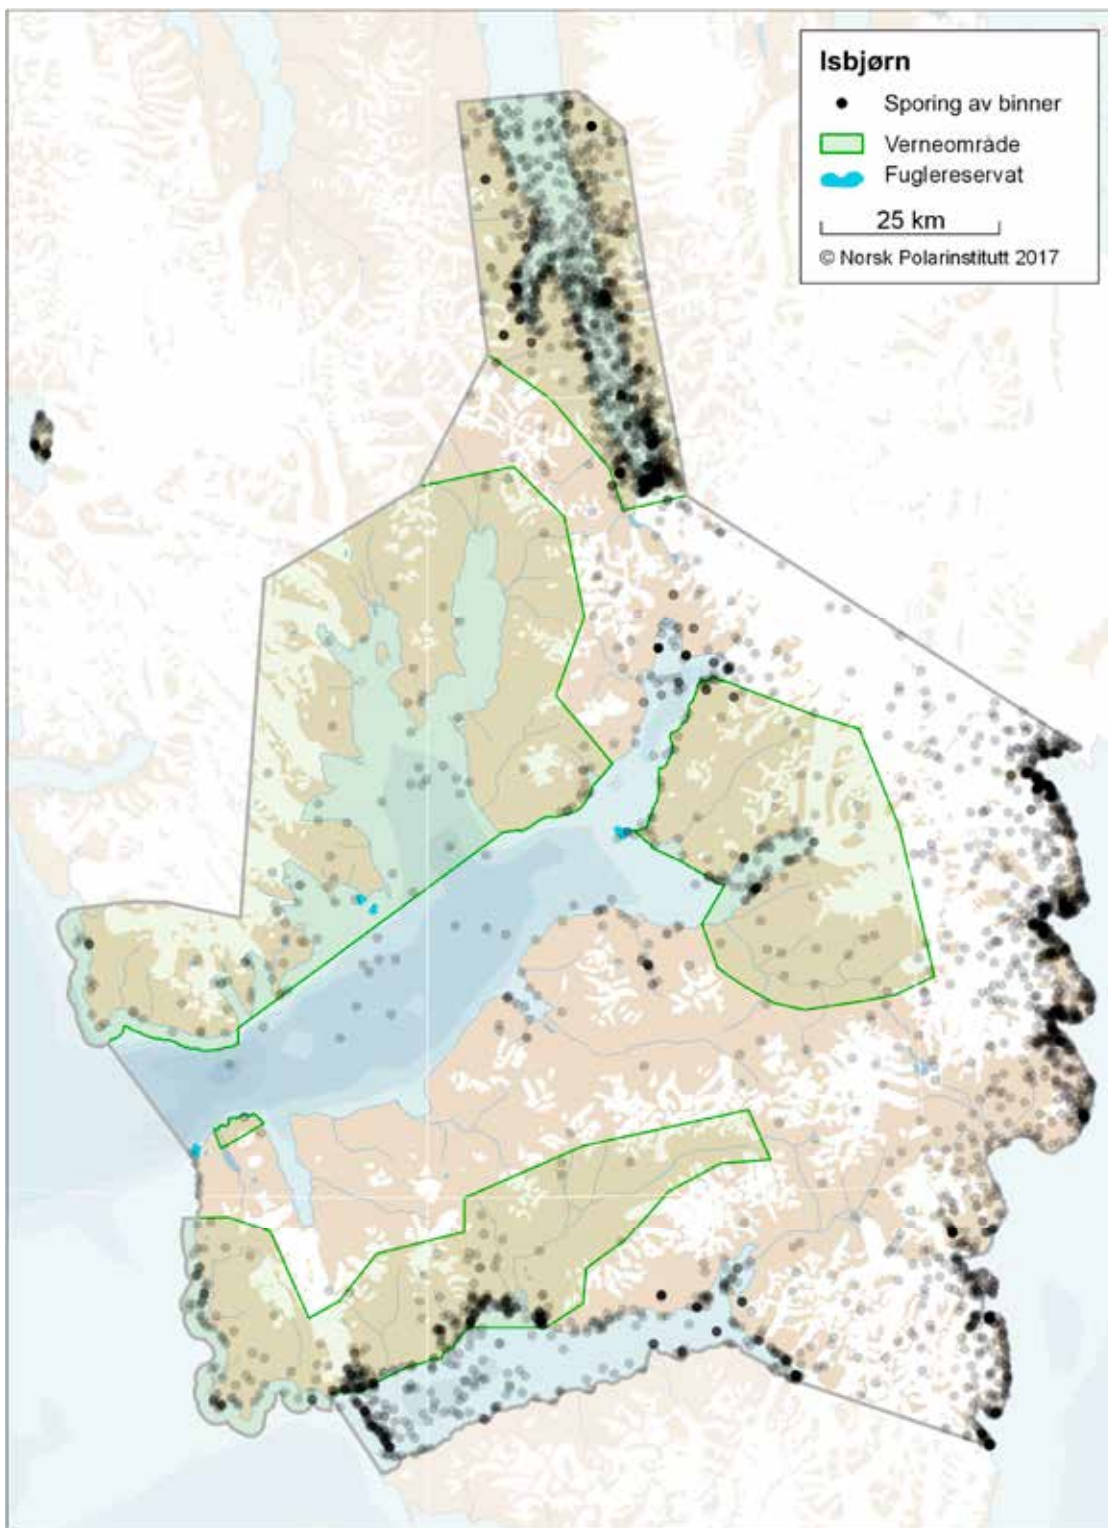 Isbjørn
Sporing av binner
Verneområde
Fuglereservat
25 km
© Norsk Polarinstitutt 2017